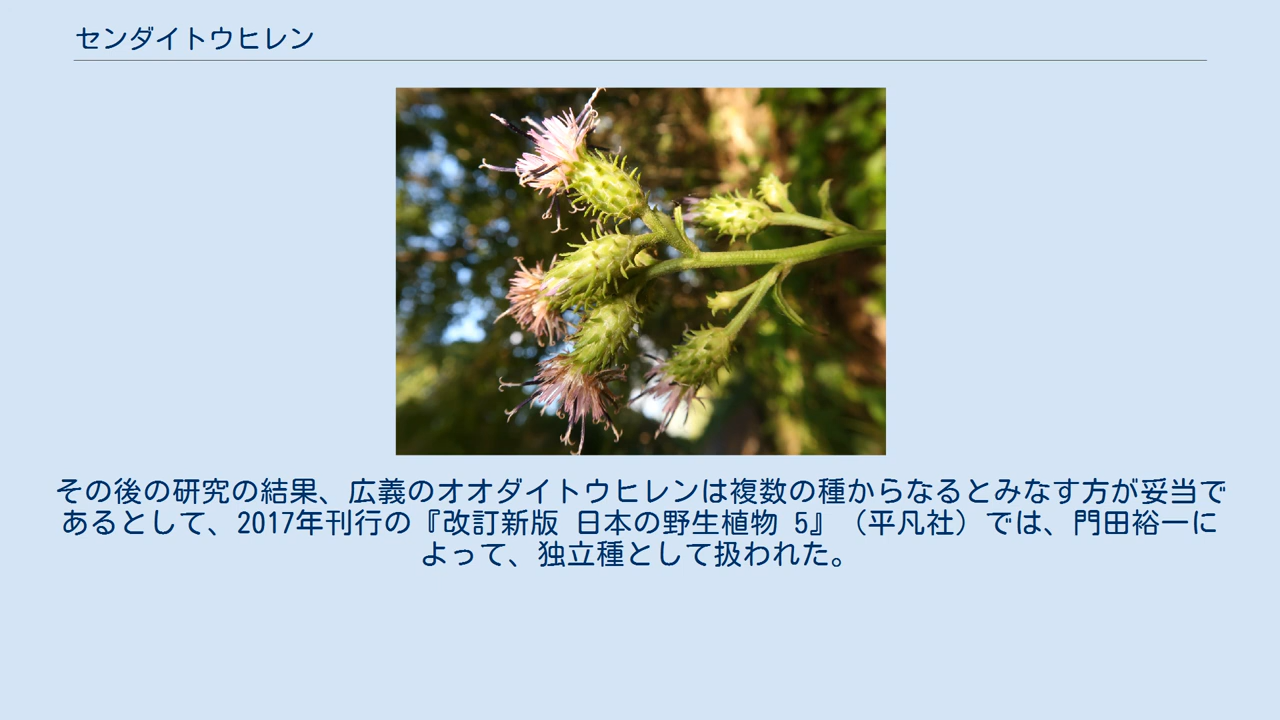 センダイトウヒレン
その後の研究の結果、広義のオオダイトウヒレンは複数の種からなるとみなす方が妥当で
あるとして、2017年刊行の『改訂新版 日本の野生植物 5』（平凡社）では、門田裕一に
よって、独立種として扱われた。